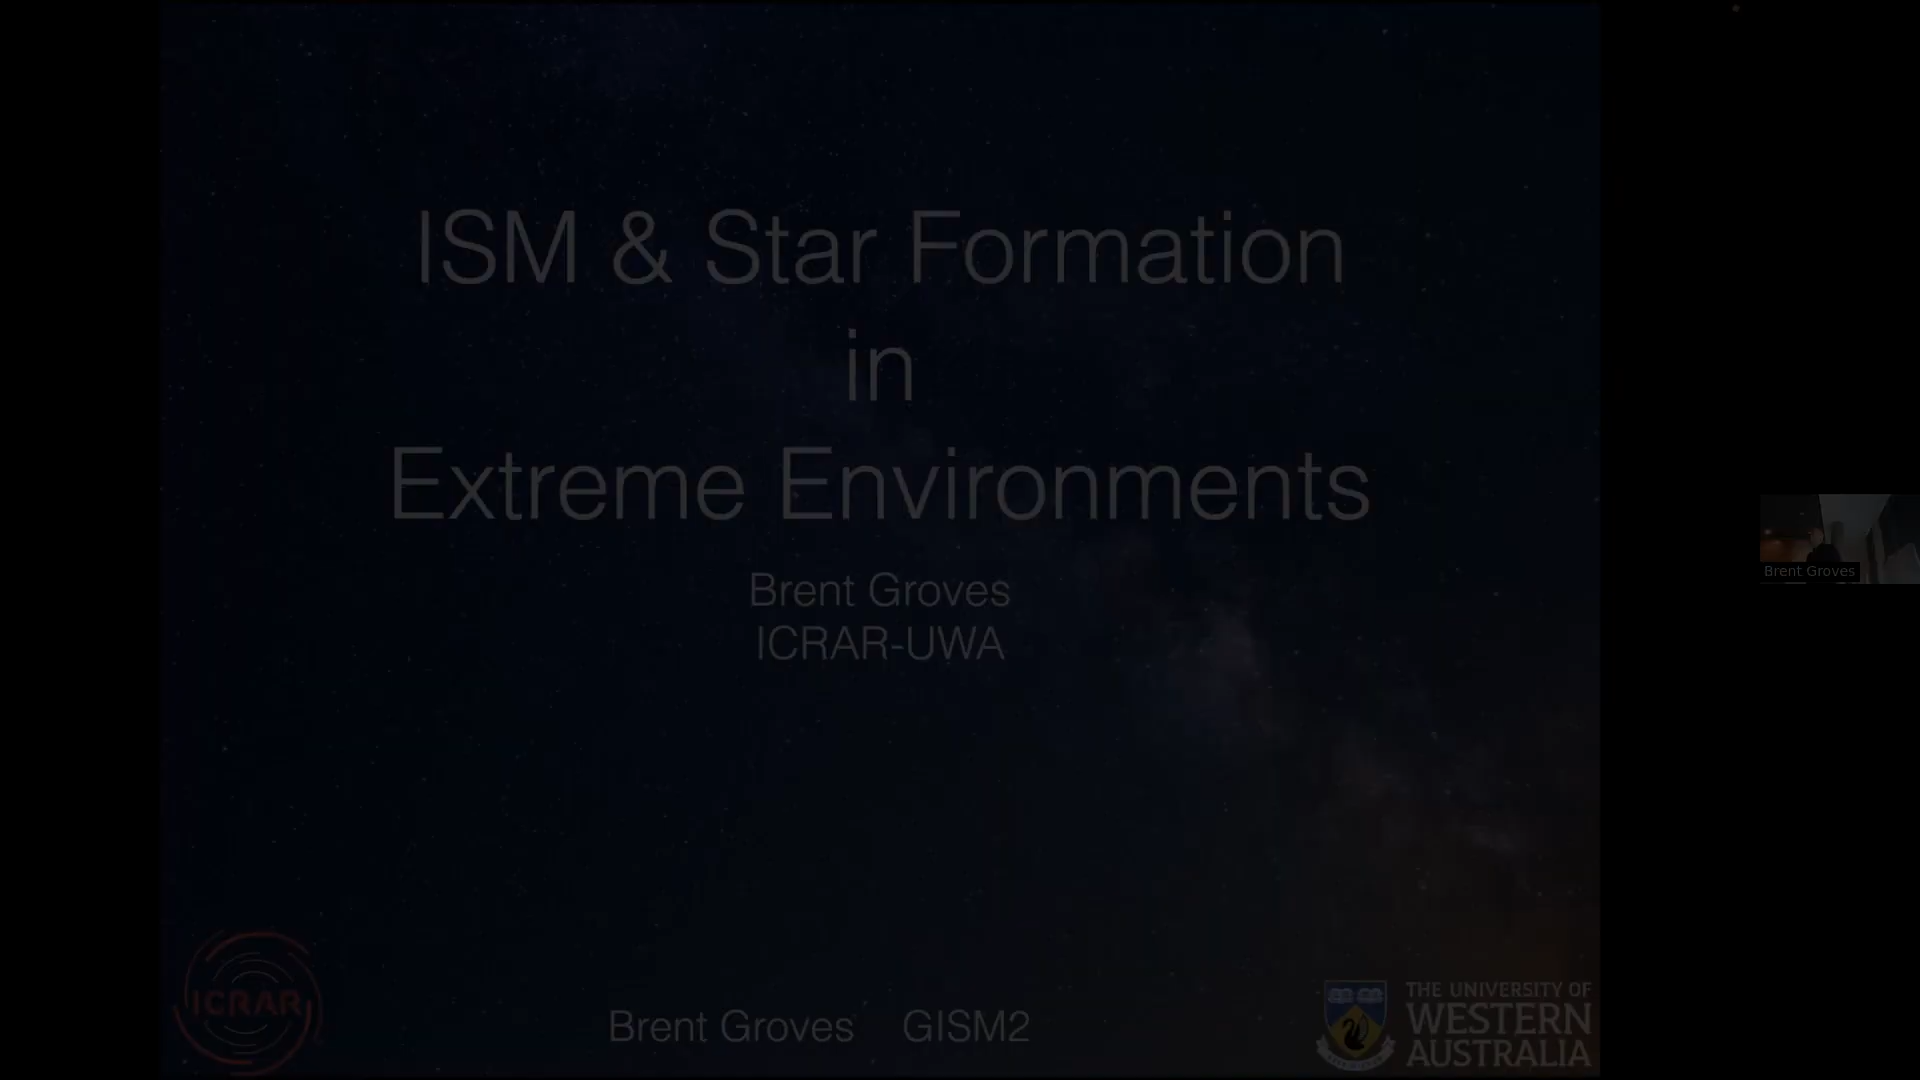 ISM & Star Formation
in
Extreme Environments
Brent Groves
ICRAR-UWA
Brent Groves
ICRAR
Brent Groves GISM2
THE UNIVERSITY OF
WESTERN
AUSTRALIA